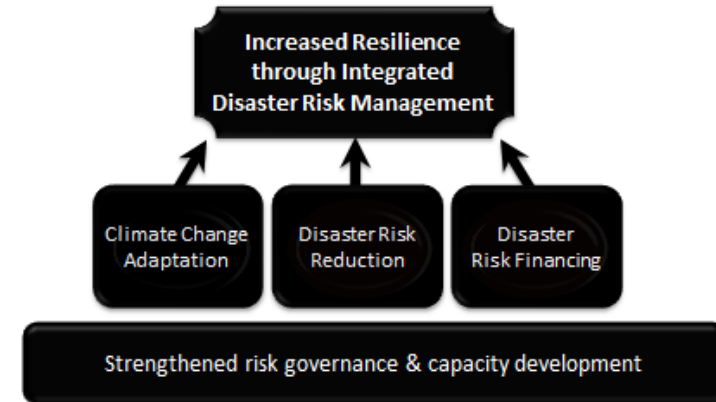 Increased Resilience
through Integrated
Disaster Risk Management
Climate Change
Adaptation
Disaster Risk
Reduction
Disaster
Risk Financing
Strengthened risk governance & capacity development